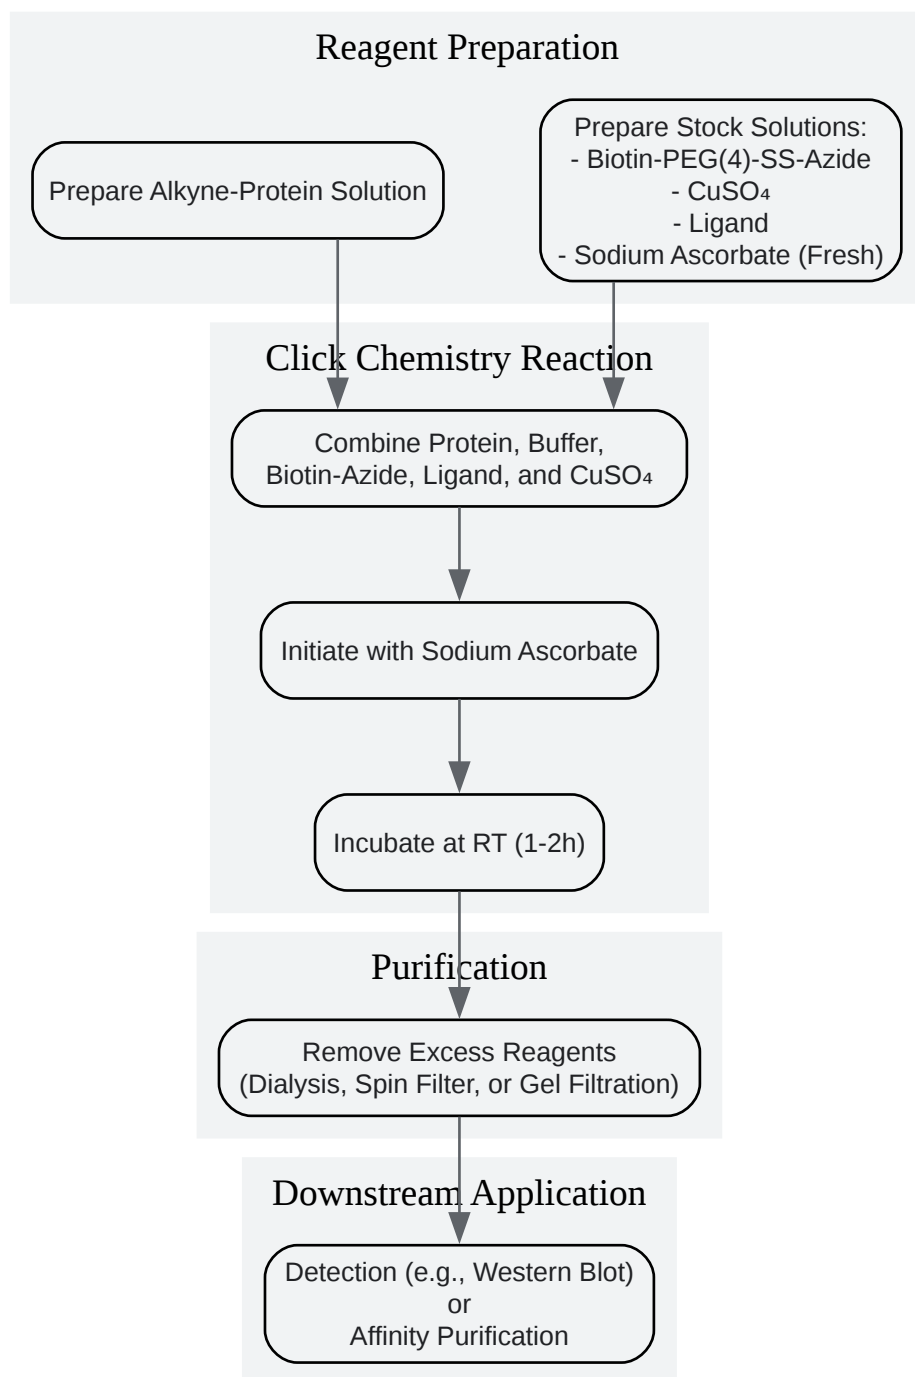 Reagent Preparation
Prepare Alkyne-Protein Solution
Prepare Stock Solutions:
- Biotin-PEG(4)-SS-Azide
- CuSO₄
- Ligand
- Sodium Ascorbate (Fresh)
Click Chemistry Reaction
Combine Protein, Buffer,
Biotin-Azide, Ligand, and CuSO₄
Initiate with Sodium Ascorbate
Incubate at RT (1-2h)
Purification
Remove Excess Reagents
(Dialysis, Spin Filter, or Gel Filtration)
Downstream Application
Detection (e.g., Western Blot)
or
Affinity Purification